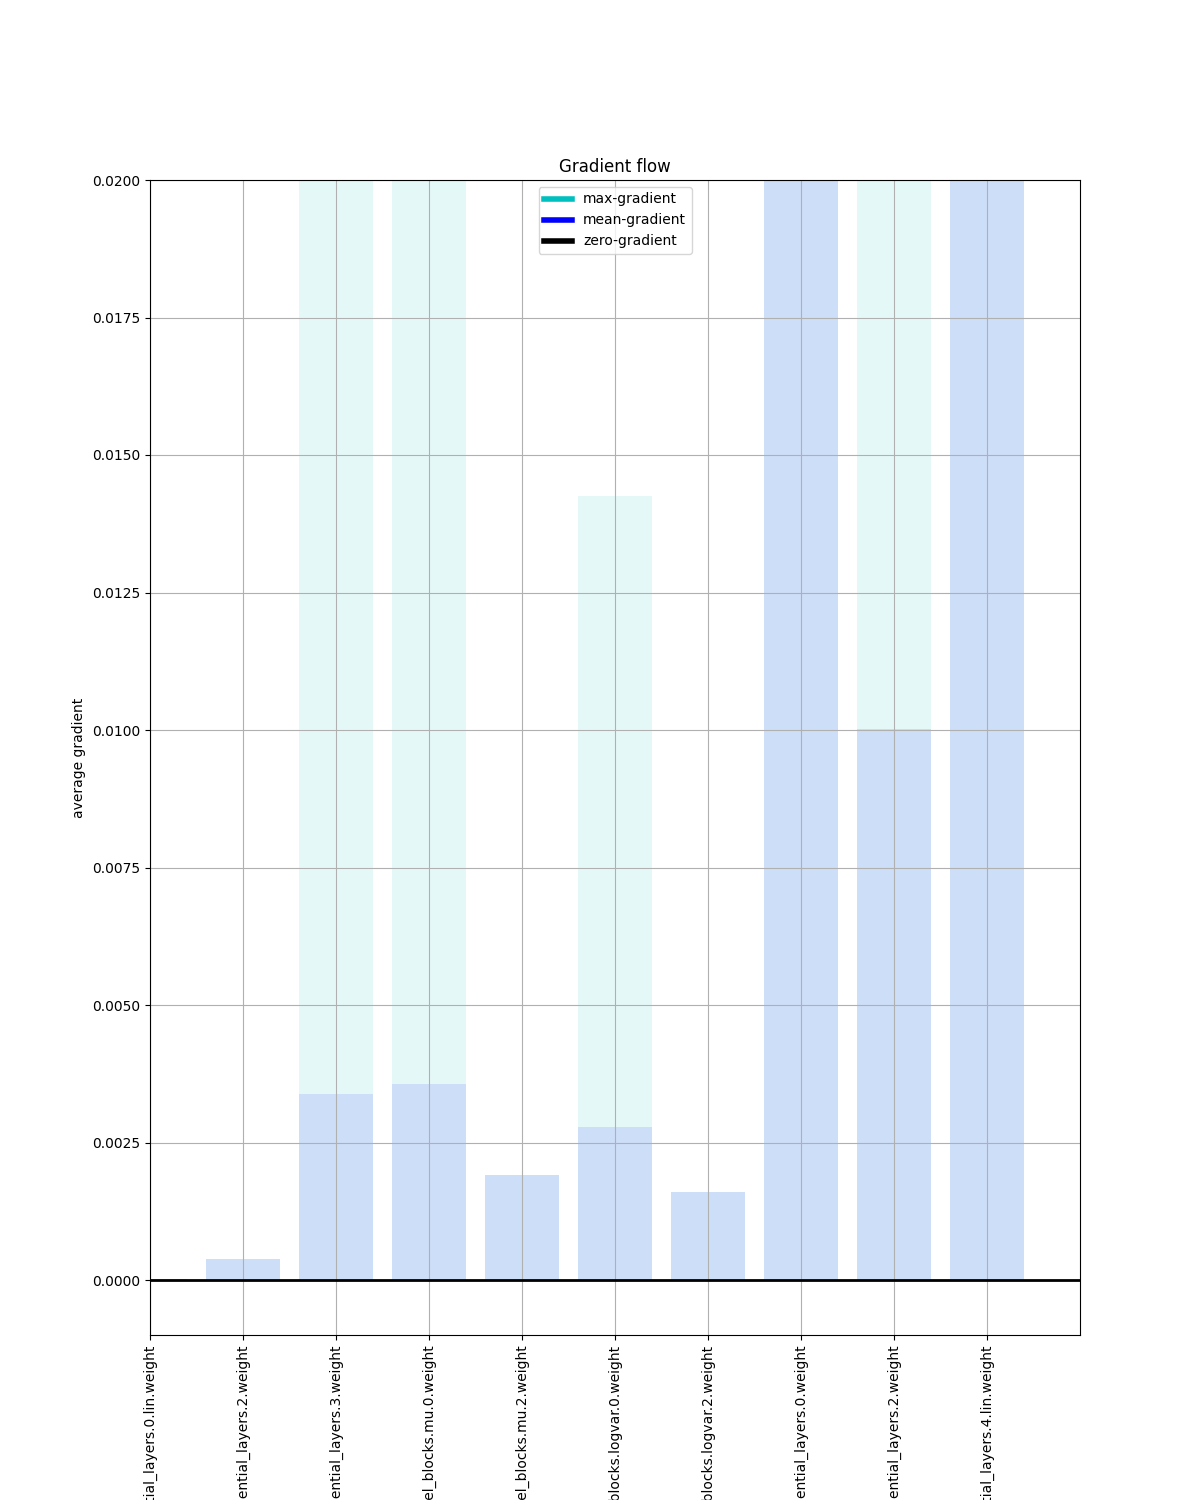 Gradient flow
max-gradient
mean-gradient
zero-gradient
0.0200
0.0175
0.0150
0.0125
0.0100
0.0075
0.0050
0.0025
0.0000
average gradient
tial_layers.0.lin.weight
ential_layers.2.weight
ential_layers.3.weight
el_blocks.mu.0.weight
el_blocks.mu.2.weight
blocks.logvar.0.weight
blocks.logvar.2.weight
ential_layers.0.weight
ential_layers.2.weight
tial_layers.4.lin.weight